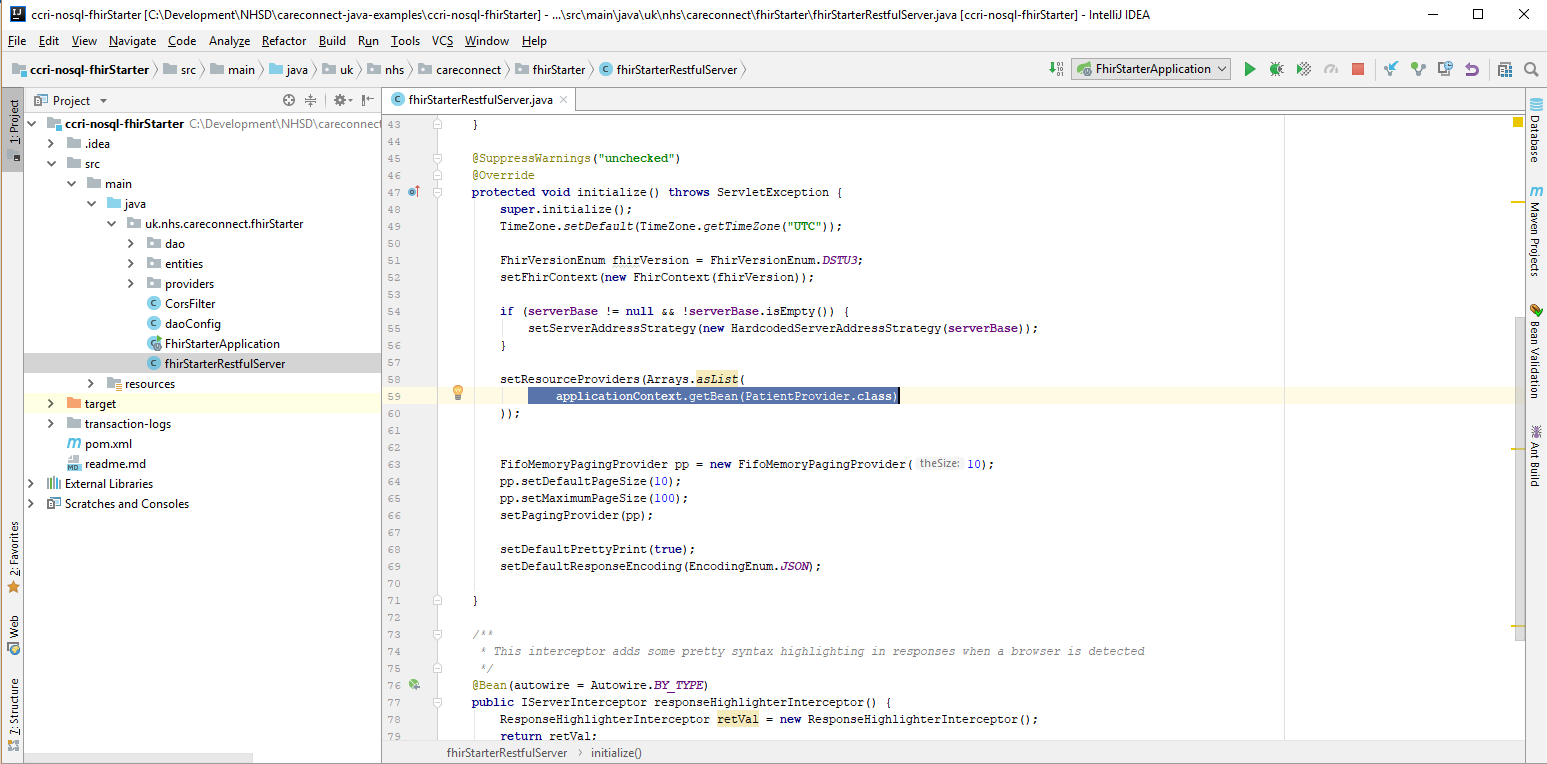 ccri-nosql-fhirStarter [C:\Development\NHSD\careconnect-java-examples\ccri-nosql-fhirStarter] - ...\src\main\java\uk\nhs\careconnect\fhirStarter\fhirStarterRestfulServer.java [ccri-nosql-fhirStarter] - IntelliJ IDEA
File Edit View Navigate Code Analyze Refactor Build Run Tools VCS Window Help
ccri-nosql-fhirStarter src main java uk nhs careconnect fhirStarter fhirStarterRestfulServer FhirStarterApplication
Project
fhirStarterRestfulServer.java
1: Project
2: Favorites
Web
7: Structure
ccri-nosql-fhirStarter C:\Development\NHSD\careconnect
.idea
src
main
java
uk.nhs.careconnect.fhirStarter
dao
entities
providers
CorsFilter
daoConfig
FhirStarterApplication
fhirStarterRestfulServer
resources
target
transaction-logs
pom.xml
readme.md
External Libraries
Scratches and Consoles
43 }
44
45 @SuppressWarnings("unchecked")
46 @Override
47 protected void initialize() throws ServletException {
48 super.initialize();
49 TimeZone.setDefault(TimeZone.getTimeZone("UTC"));
50
51 FhirVersionEnum fhirVersion = FhirVersionEnum.DSTU3;
52 setFhirContext(new FhirContext(fhirVersion));
53
54 if (serverBase != null && !serverBase.isEmpty()) {
55 setServerAddressStrategy(new HardcodedServerAddressStrategy(serverBase));
56 }
57
58 setResourceProviders(Arrays.asList(
59 applicationContext.getBean(PatientProvider.class)
60 ));
61
62
63 FifoMemoryPagingProvider pp = new FifoMemoryPagingProvider( theSize: 10);
64 pp.setDefaultPageSize(10);
65 pp.setMaximumPageSize(100);
66 setPagingProvider(pp);
67
68 setDefaultPrettyPrint(true);
69 setDefaultResponseEncoding(EncodingEnum.JSON);
70
71 }
72
73 /**
74 * This interceptor adds some pretty syntax highlighting in responses when a browser is detected
75 */
76 @Bean(autowire = Autowire.BY_TYPE)
77 public IServerInterceptor responseHighlighterInterceptor() {
78 ResponseHighlighterInterceptor retVal = new ResponseHighlighterInterceptor();
79 return retVal;
fhirStarterRestfulServer initialize()
Database
Maven Projects
Bean Validation
Ant Build